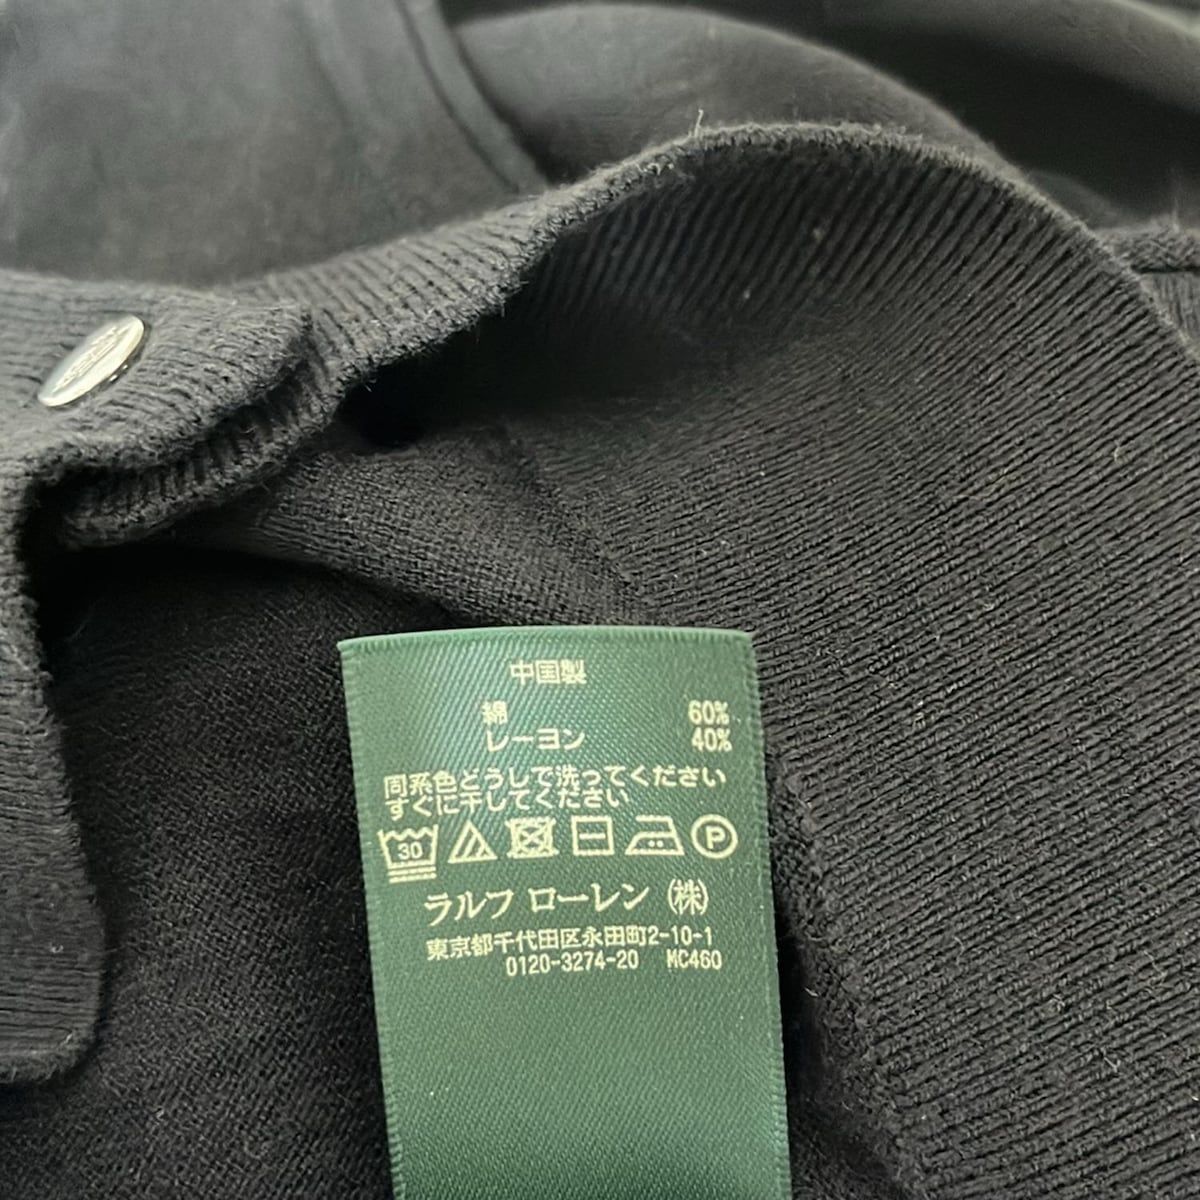 中国製
綿 60%
レーヨン 40%
同系色どうしで洗ってください
すぐに干してください
30 P
ラルフ ローレン (株)
東京都千代田区永田町2-10-1
0120-3274-20 MC460